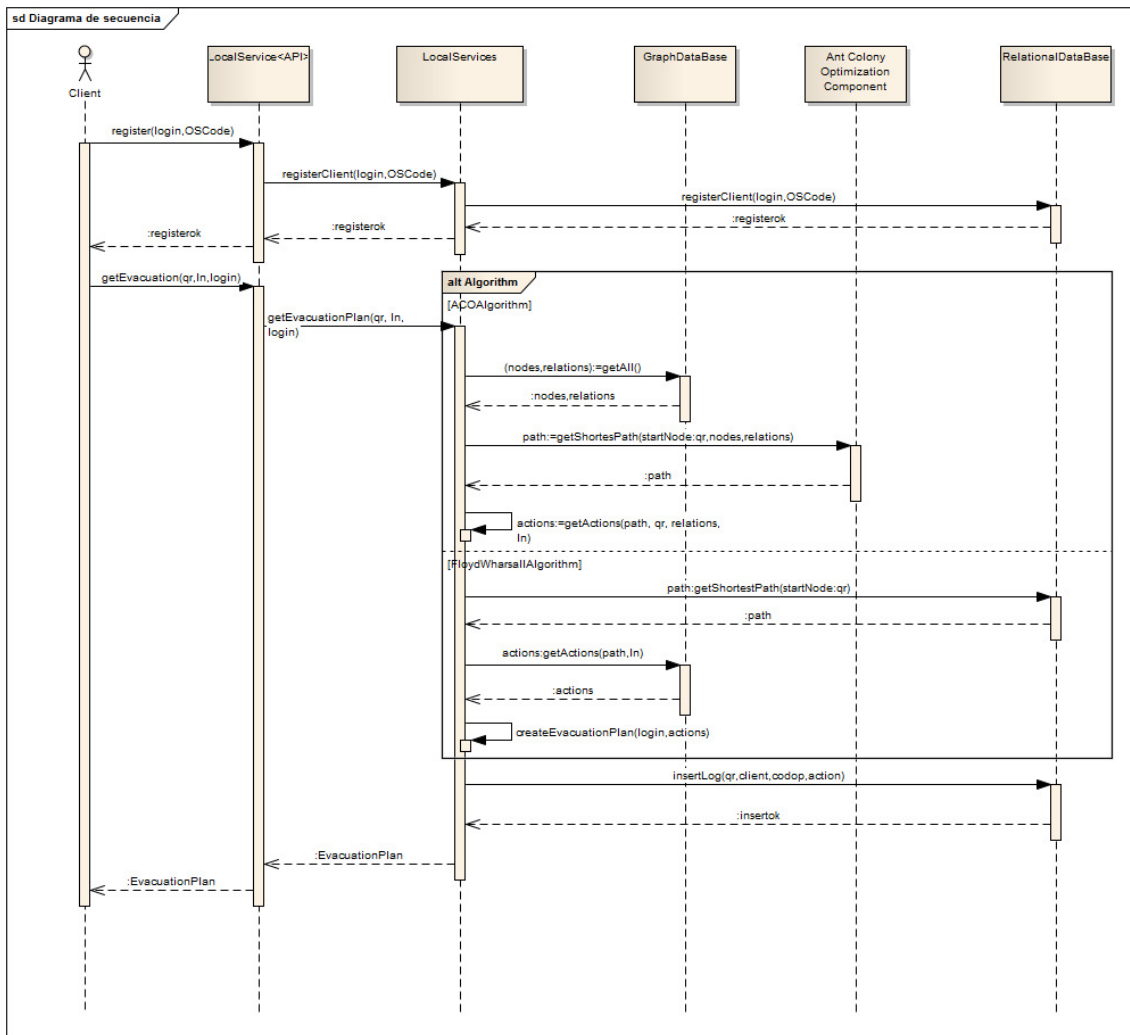 sd Diagrama de secuencia
Client
LocalService<API>
LocalServices
GraphDataBase
Ant Colony
Optimization
Component
RelationalDataBase
register(login,OSCode)
registerClient(login,OSCode)
registerClient(login,OSCode)
:registerok
:registerok
:registerok
getEvacuation(qr,ln,login)
alt Algorithm
[ACOAlgorithm]
getEvacuationPlan(qr, ln,
login)
(nodes,relations):=getAll()
:nodes,relations
path:=getShortesPath(startNode:qr,nodes,relations)
:path
actions:=getActions(path, qr, relations,
ln)
[FloydWharsallAlgorithm]
path:getShortestPath(startNode:qr)
:path
actions:getActions(path,ln)
:actions
createEvacuationPlan(login,actions)
insertLog(qr,client,codop,action)
:insertok
:EvacuationPlan
:EvacuationPlan